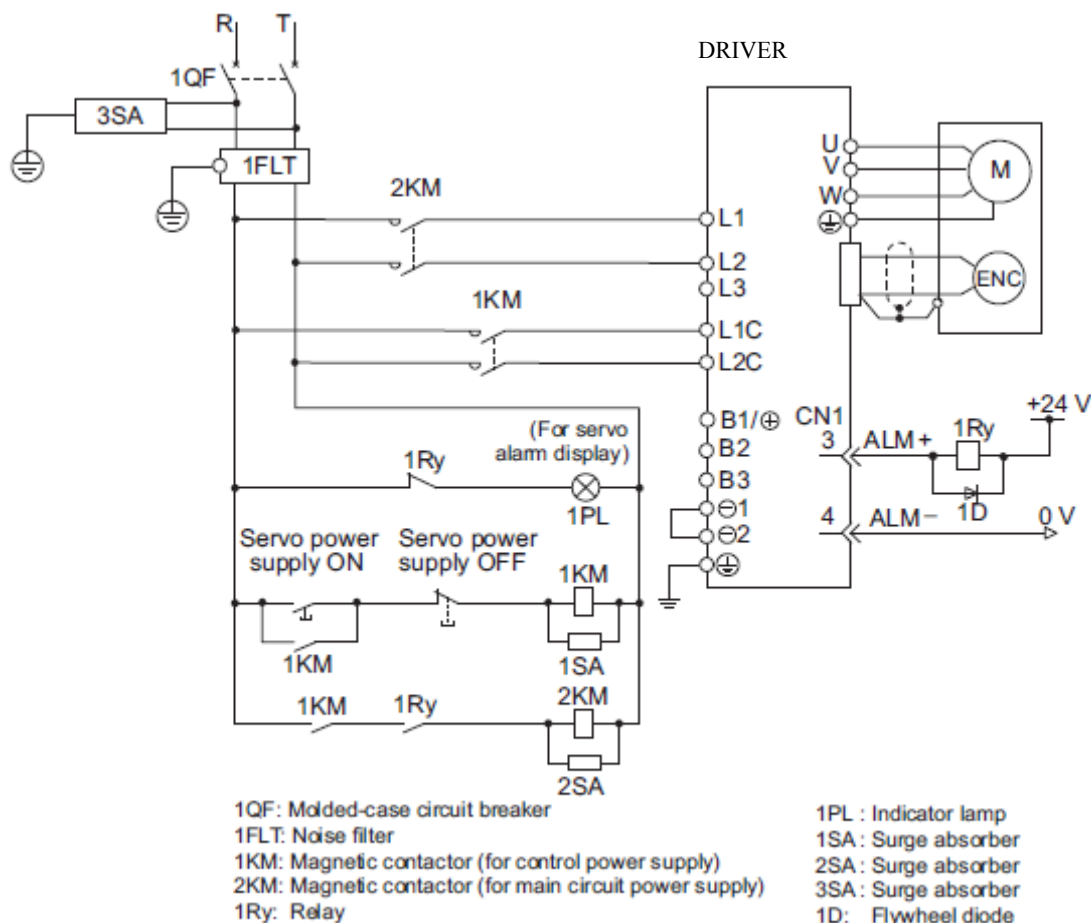 R T
DRIVER
1QF
3SA
1FLT
U
V
W
M
2KM
L1
L2
L3
ENC
1KM
L1C
L2C
B1/⊕ CN1
+24 V
(For servo
alarm display)
3 ALM+ 1Ry
1Ry
B2
B3
1PL
1D
⊖1
⊖2
4 ALM− 0 V
Servo power
supply ON
Servo power
supply OFF
1KM
1KM
1SA
1KM 1Ry
2KM
2SA
1QF: Molded-case circuit breaker
1FLT: Noise filter
1KM: Magnetic contactor (for control power supply)
2KM: Magnetic contactor (for main circuit power supply)
1Ry: Relay
1PL : Indicator lamp
1SA : Surge absorber
2SA : Surge absorber
3SA : Surge absorber
1D: Flywheel diode